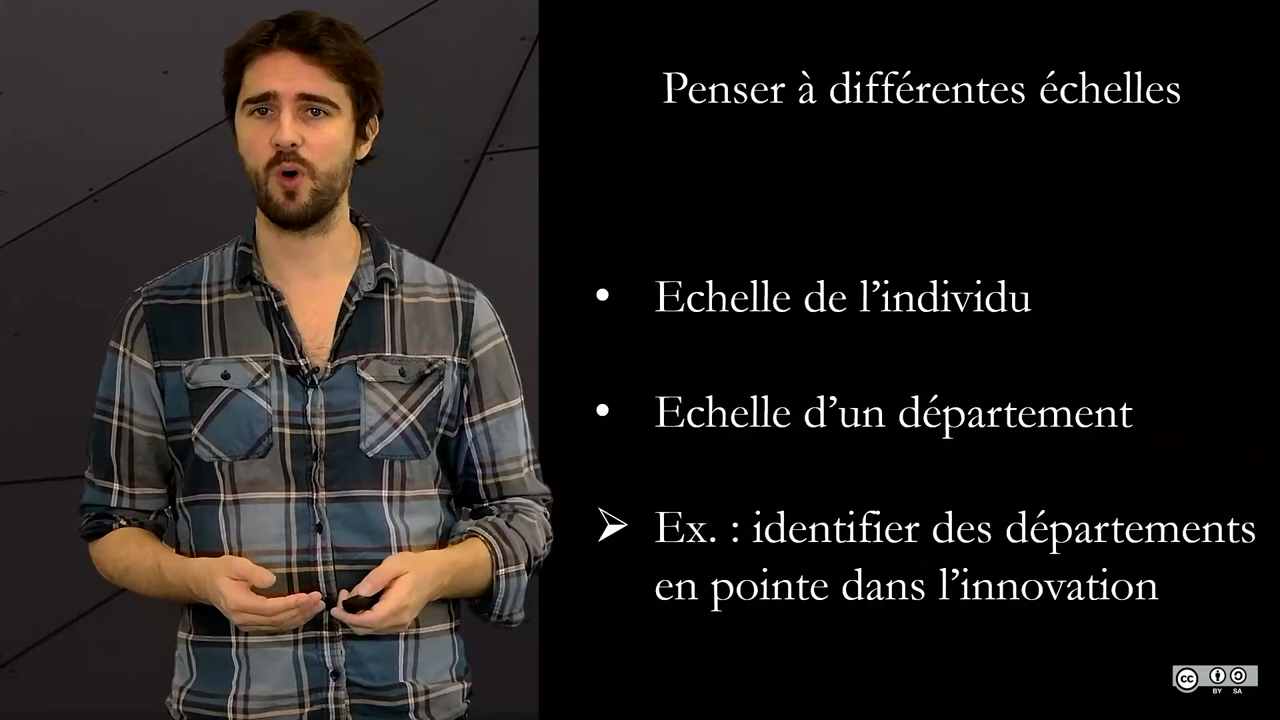 Penser à différentes échelles
• Echelle de l’individu
• Echelle d’un département
➢ Ex. : identifier des départements
en pointe dans l’innovation
cc
BY SA